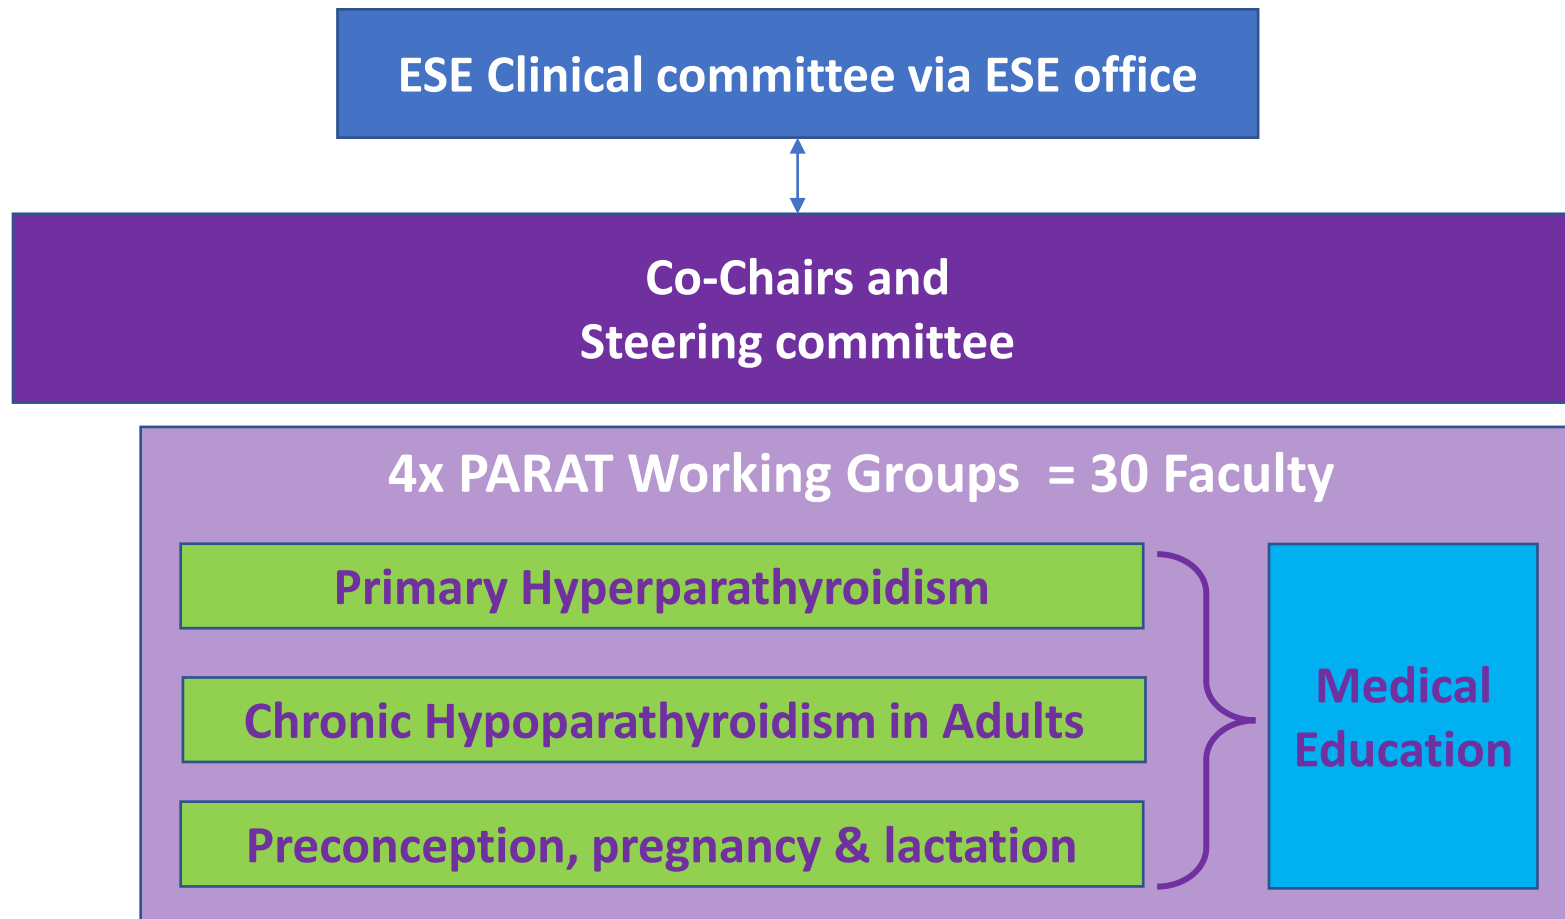 ESE Clinical committee via ESE office
Co-Chairs and
Steering committee
4x PARAT Working Groups = 30 Faculty
Primary Hyperparathyroidism
Chronic Hypoparathyroidism in Adults
Preconception, pregnancy & lactation
Medical
Education